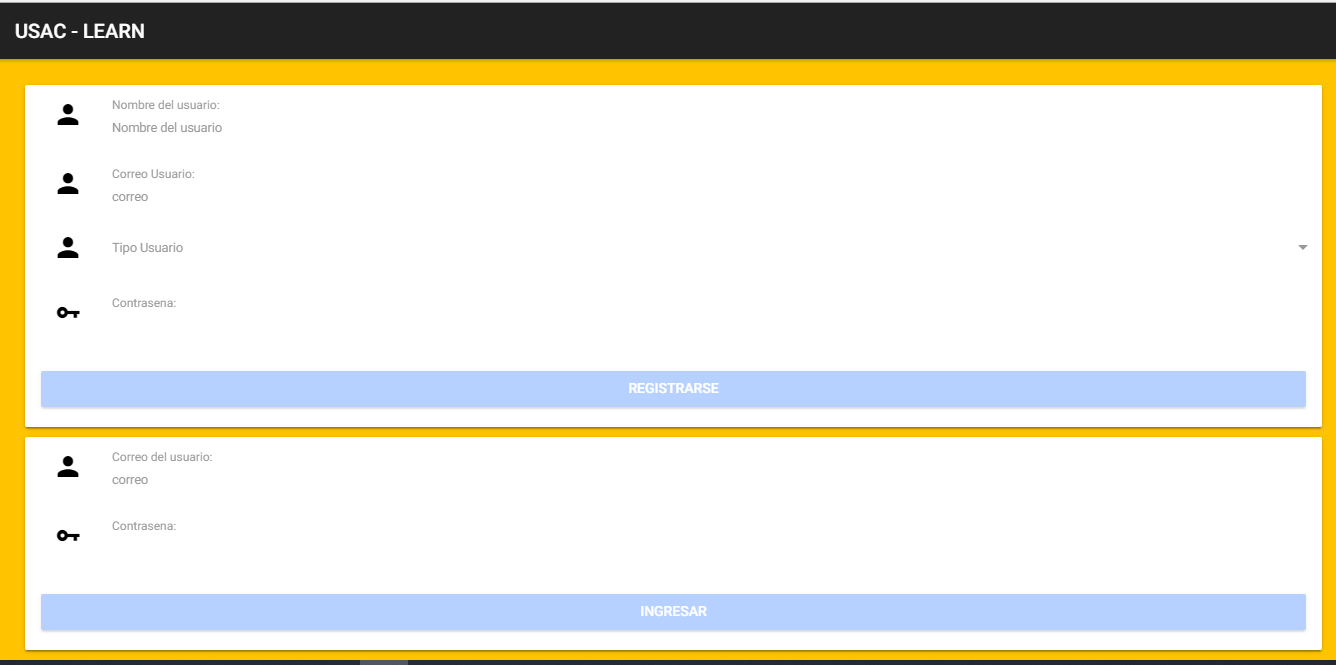 USAC - LEARN
Nombre del usuario:
Nombre del usuario
Correo Usuario:
correo
Tipo Usuario
Contrasena:
REGISTRARSE
Correo del usuario:
correo
Contrasena:
INGRESAR